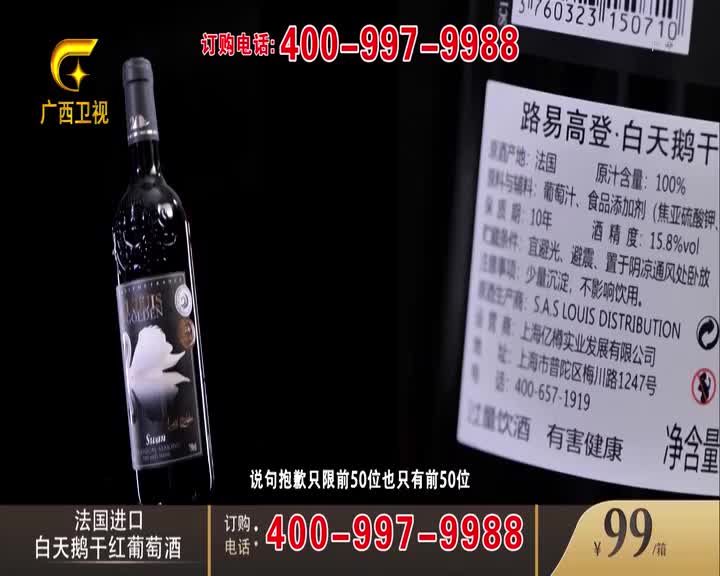 订购电话: 400-997-9988
广西卫视
3 760323 150710
路易高登·白天鹅干
原酒产地: 法国 原汁含量: 100%
原料与辅料: 葡萄汁、食品添加剂（焦亚硫酸钾、
保 质 期: 10年 酒 精 度: 15.8%vol
贮藏条件: 宜避光、避震、置于阴凉通风处卧放
注意事项: 少量沉淀, 不影响饮用。
原酒生产商: S.A.S LOUIS DISTRIBUTION
运营商: 上海亿樽实业发展有限公司
地 址: 上海市普陀区梅川路1247号
电 话: 400-657-1919
过量饮酒 有害健康 净含量
LOUIS
GOLDEN
Swan
说句抱歉只限前50位也只有前50位
法国进口
白天鹅干红葡萄酒
订购电话: 400-997-9988
¥99/箱